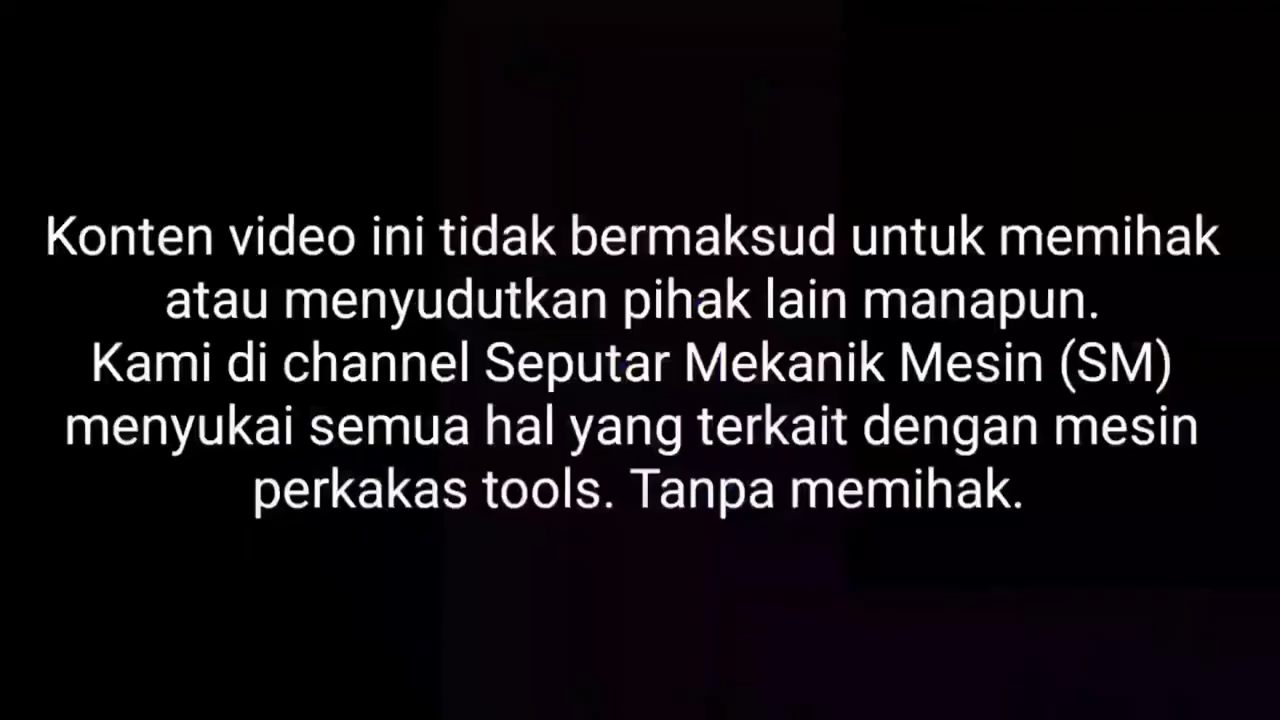 Konten video ini tidak bermaksud untuk memihak
atau menyudutkan pihak lain manapun.
Kami di channel Seputar Mekanik Mesin (SM)
menyukai semua hal yang terkait dengan mesin
perkakas tools. Tanpa memihak.